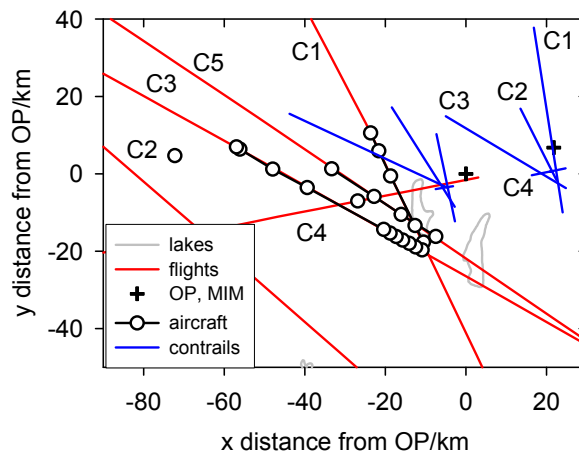 40
20
0
-20
-40
y distance from OP/km
C1
C5
C3
C2
C4
C1
C2
C3
C4
lakes
flights
OP, MIM
aircraft
contrails
-80
-60
-40
-20
0
20
x distance from OP/km